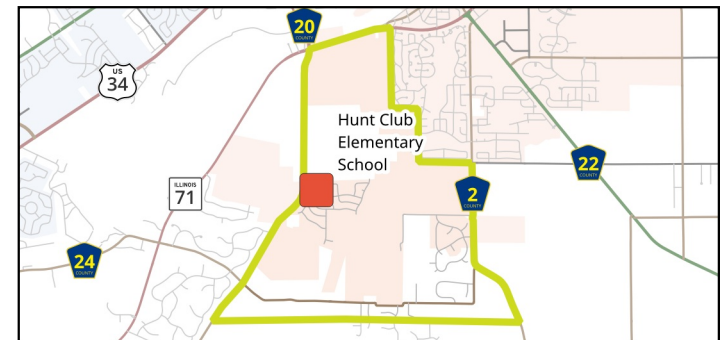 20
COUNTY
US
34
Hunt Club
Elementary
School
22
COUNTY
ILLINOIS
71
2
COUNTY
24
COUNTY